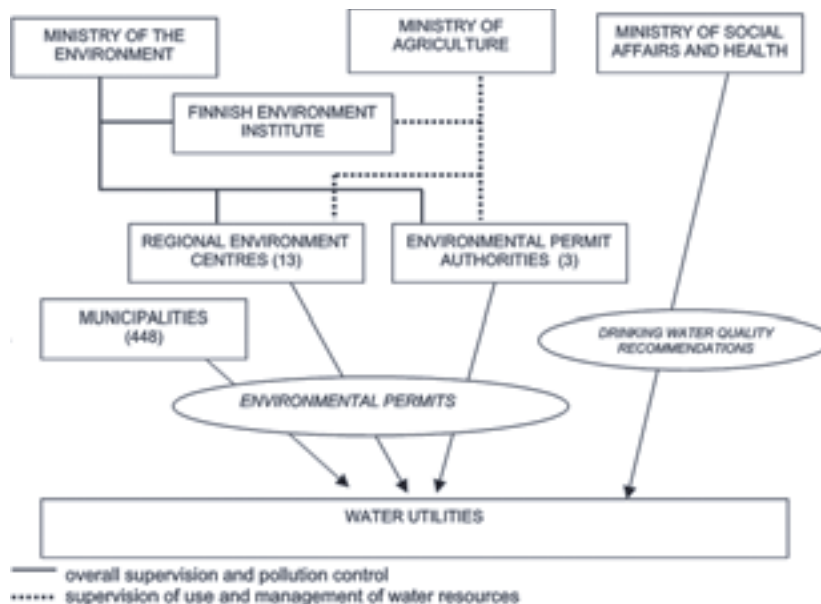 MINISTRY OF THE
ENVIRONMENT
MINISTRY OF
AGRICULTURE
MINISTRY OF SOCIAL
AFFAIRS AND HEALTH
FINNISH ENVIRONMENT
INSTITUTE
REGIONAL ENVIRONMENT
CENTRES (13)
ENVIRONMENTAL PERMIT
AUTHORITIES (3)
MUNICIPALITIES
(448)
DRINKING WATER QUALITY
RECOMMENDATIONS
ENVIRONMENTAL PERMITS
WATER UTILITIES
overall supervision and pollution control
supervision of use and management of water resources